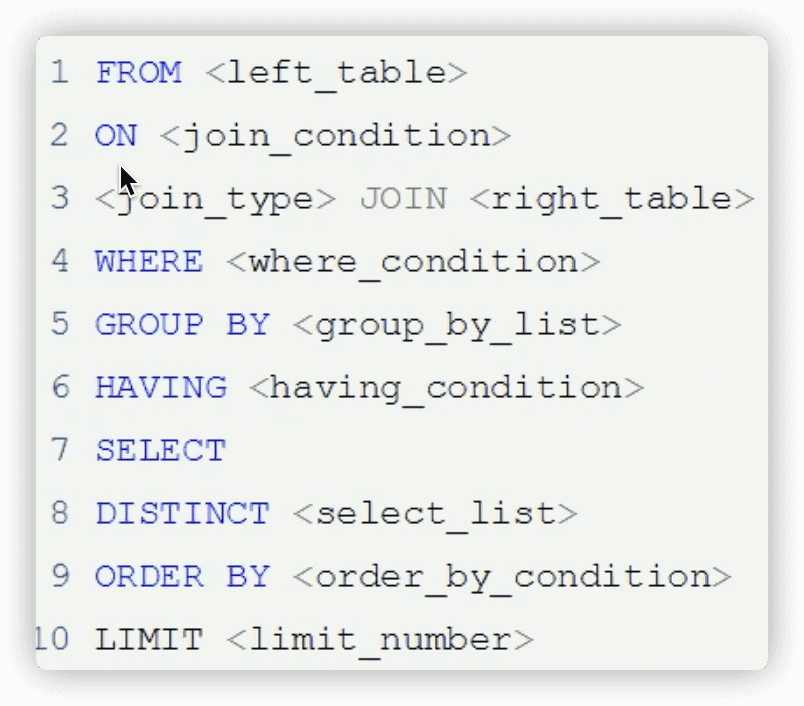 1 FROM <left_table>
2 ON <join_condition>
3 <join_type> JOIN <right_table>
4 WHERE <where_condition>
5 GROUP BY <group_by_list>
6 HAVING <having_condition>
7 SELECT
8 DISTINCT <select_list>
9 ORDER BY <order_by_condition>
10 LIMIT <limit_number>